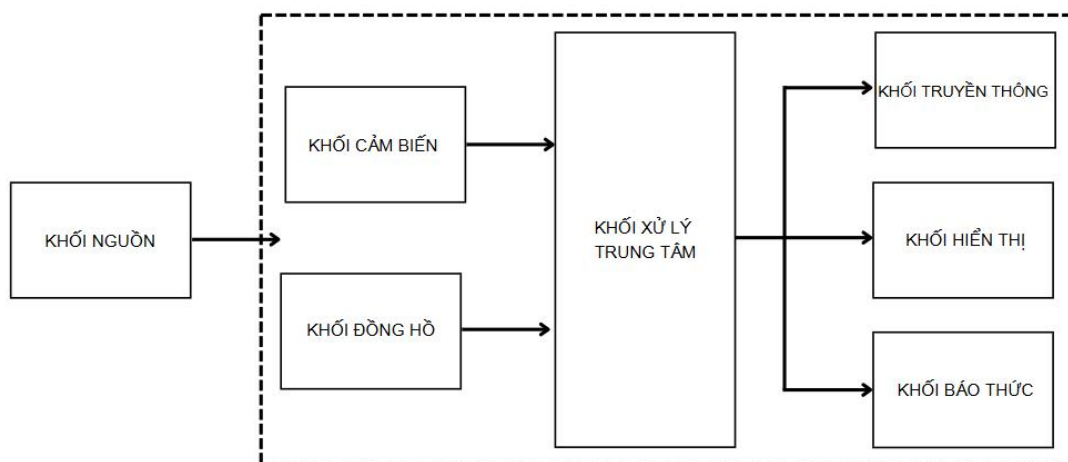 KHỐI NGUỒN
KHỐI CẢM BIẾN
KHỐI ĐỒNG HỒ
KHỐI XỬ LÝ
TRUNG TÂM
KHỐI TRUYỀN THÔNG
KHỐI HIỂN THỊ
KHỐI BÁO THỨC